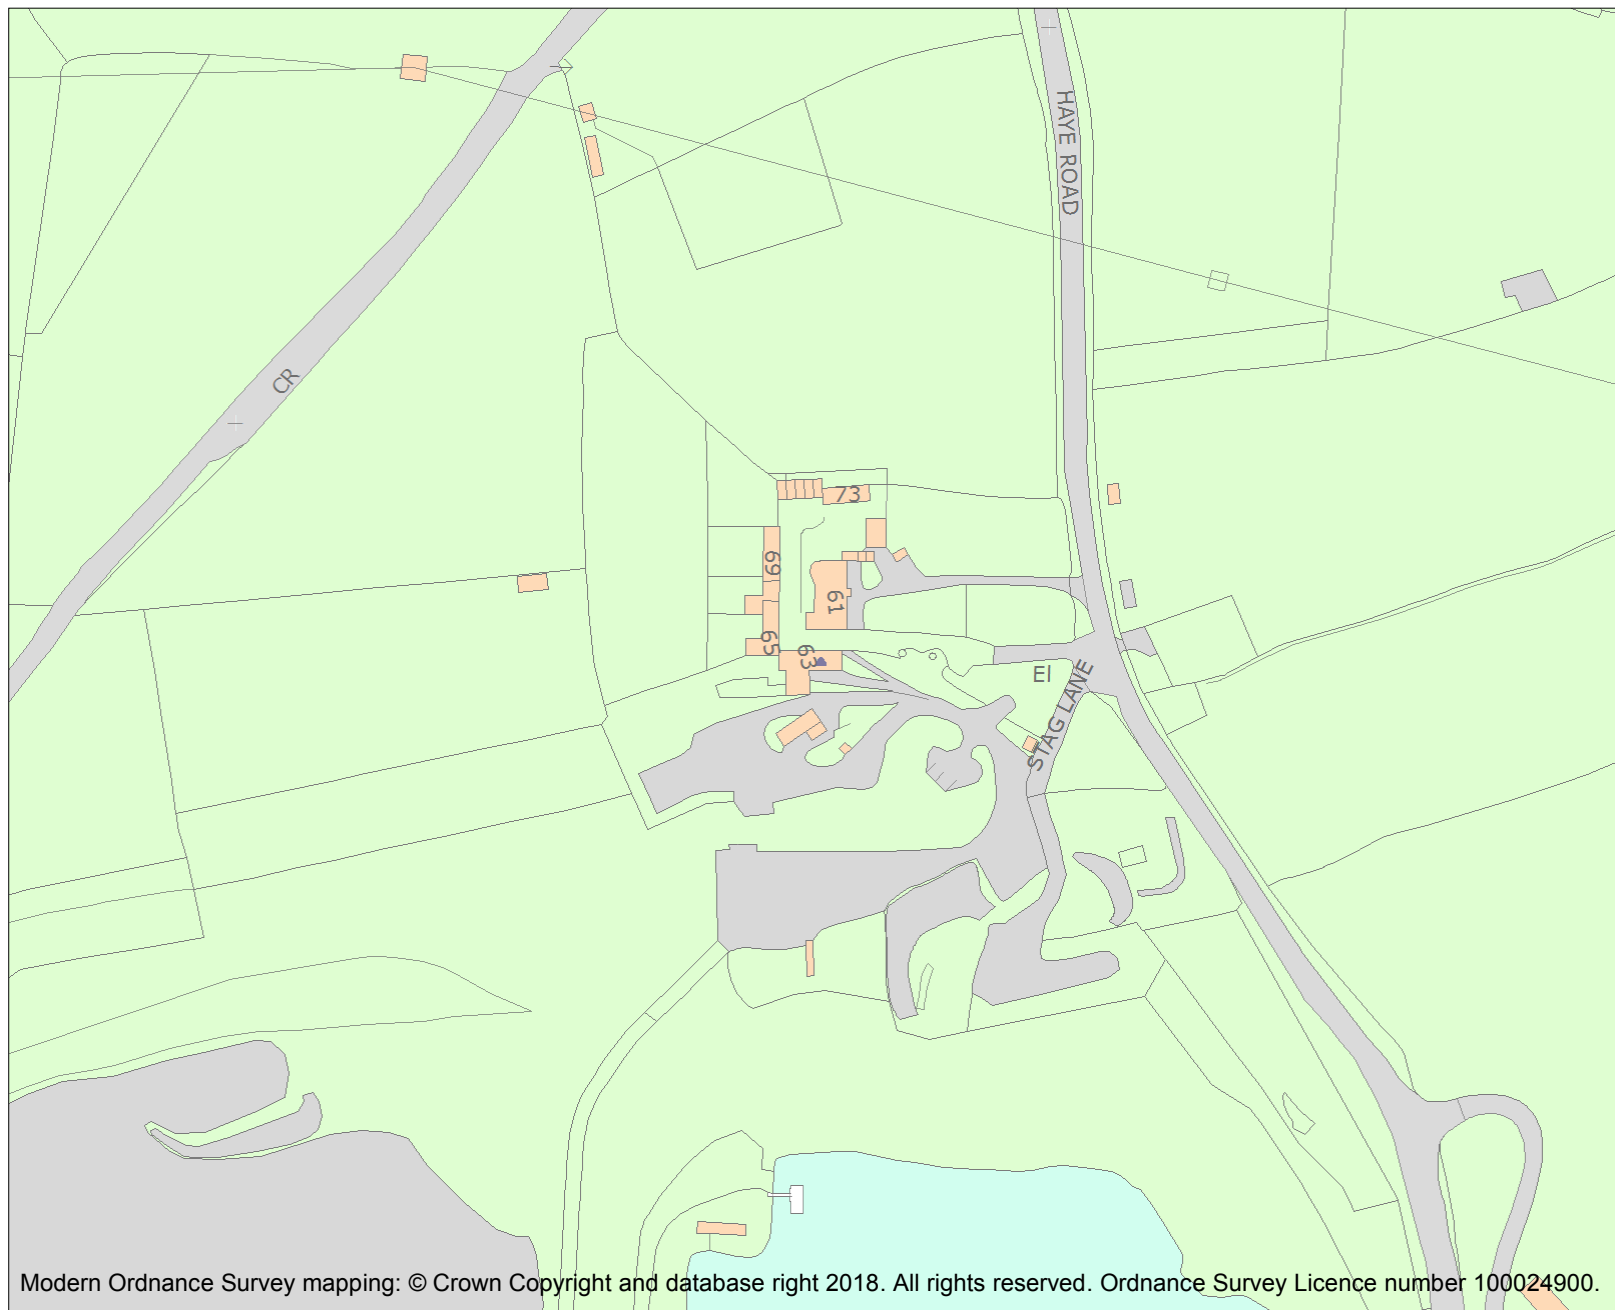 HAYE ROAD
CR
73
69
61
65
63
El
STAG LANE
Modern Ordnance Survey mapping: © Crown Copyright and database right 2018. All rights reserved. Ordnance Survey Licence number 100024900.